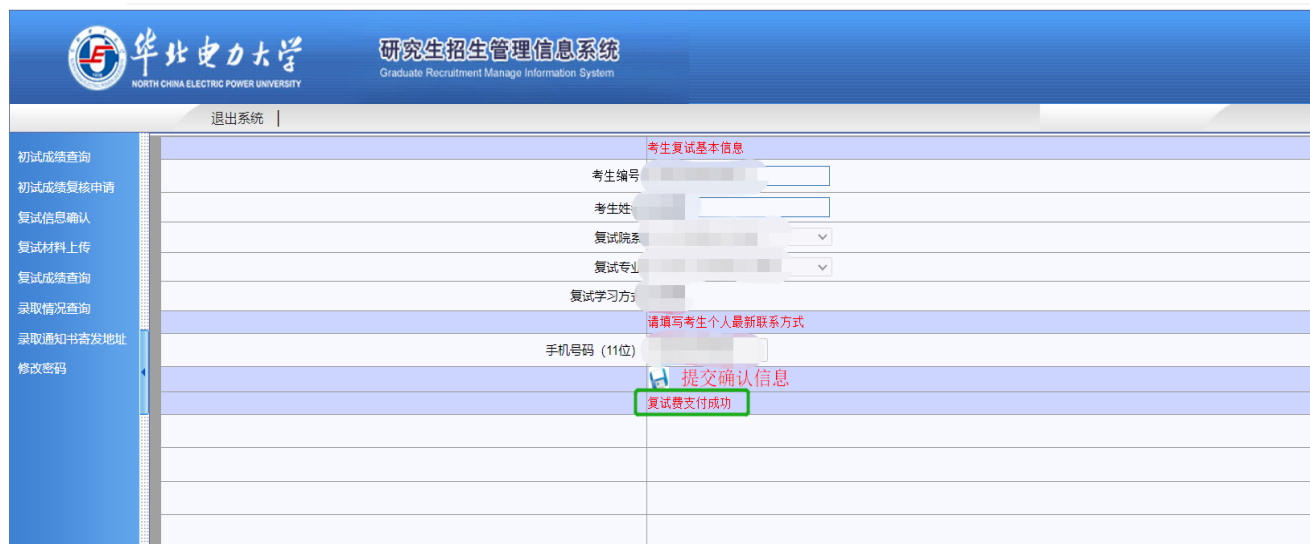 华北电力大学
NORTH CHINA ELECTRIC POWER UNIVERSITY
研究生招生管理信息系统
Graduate Recruitment Manage Information System
退出系统
初试成绩查询
初试成绩复核申请
复试信息确认
复试材料上传
复试成绩查询
录取情况查询
录取通知书寄发地址
修改密码
考生复试基本信息
考生编号
考生姓
复试院系
复试专业
复试学习方式
请填写考生个人最新联系方式
手机号码（11位）
提交确认信息
复试费支付成功